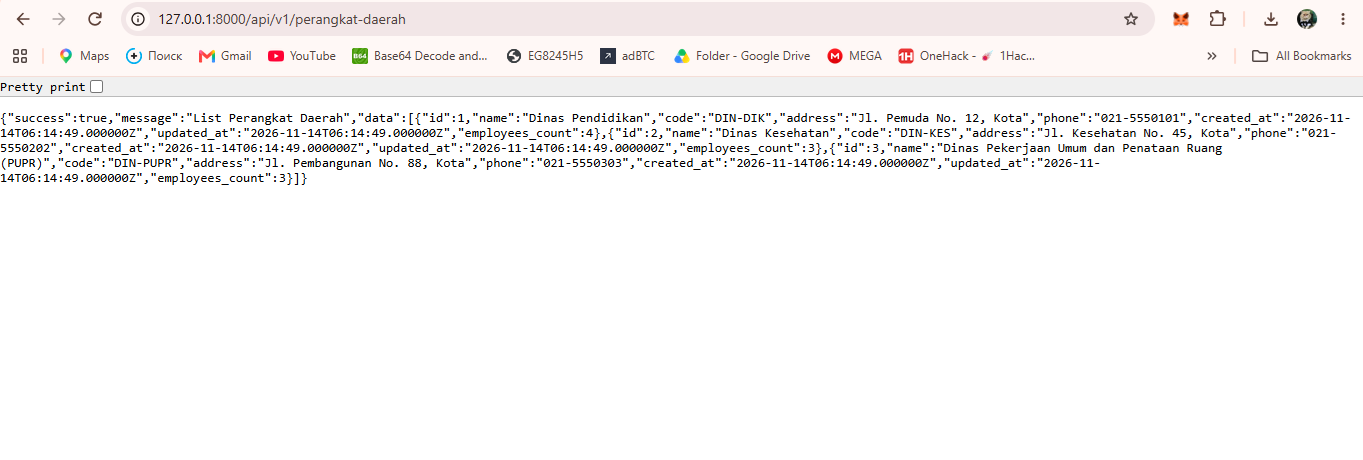 127.0.0.1:8000/api/v1/perangkat-daerah
Maps Поиск Gmail YouTube B64 Base64 Decode and... EG8245H5 adBTC Folder - Google Drive MEGA 1H OneHack - 1Hac... » All Bookmarks
Pretty print
{"success":true,"message":"List Perangkat Daerah","data":[{"id":1,"name":"Dinas Pendidikan","code":"DIN-DIK","address":"Jl. Pemuda No. 12, Kota","phone":"021-5550101","created_at":"2026-11-
14T06:14:49.000000Z","updated_at":"2026-11-14T06:14:49.000000Z","employees_count":4},{"id":2,"name":"Dinas Kesehatan","code":"DIN-KES","address":"Jl. Kesehatan No. 45, Kota","phone":"021-
5550202","created_at":"2026-11-14T06:14:49.000000Z","updated_at":"2026-11-14T06:14:49.000000Z","employees_count":3},{"id":3,"name":"Dinas Pekerjaan Umum dan Penataan Ruang
(PUPR)","code":"DIN-PUPR","address":"Jl. Pembangunan No. 88, Kota","phone":"021-5550303","created_at":"2026-11-14T06:14:49.000000Z","updated_at":"2026-11-
14T06:14:49.000000Z","employees_count":3}]}